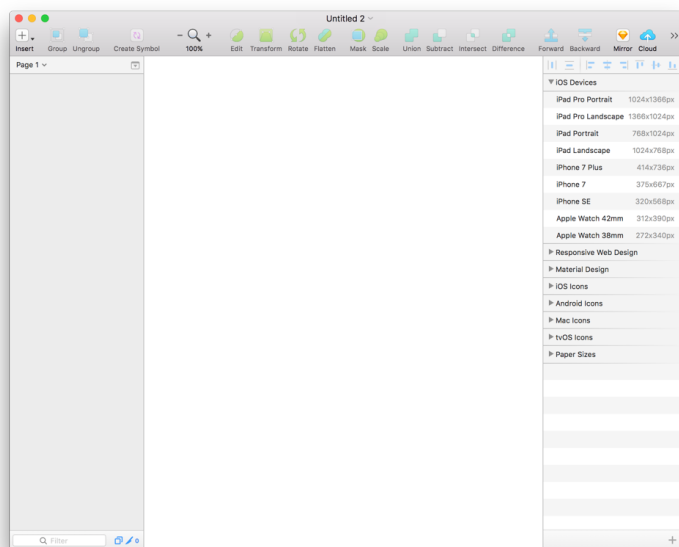 Untitled 2
Insert Group Ungroup Create Symbol 100% Edit Transform Rotate Flatten Mask Scale Union Subtract Intersect Difference Forward Backward Mirror Cloud
Page 1
iOS Devices
iPad Pro Portrait 1024x1366px
iPad Pro Landscape 1366x1024px
iPad Portrait 768x1024px
iPad Landscape 1024x768px
iPhone 7 Plus 414x736px
iPhone 7 375x667px
iPhone SE 320x568px
Apple Watch 42mm 312x390px
Apple Watch 38mm 272x340px
Responsive Web Design
Material Design
iOS Icons
Android Icons
Mac Icons
tvOS Icons
Paper Sizes
Filter 0